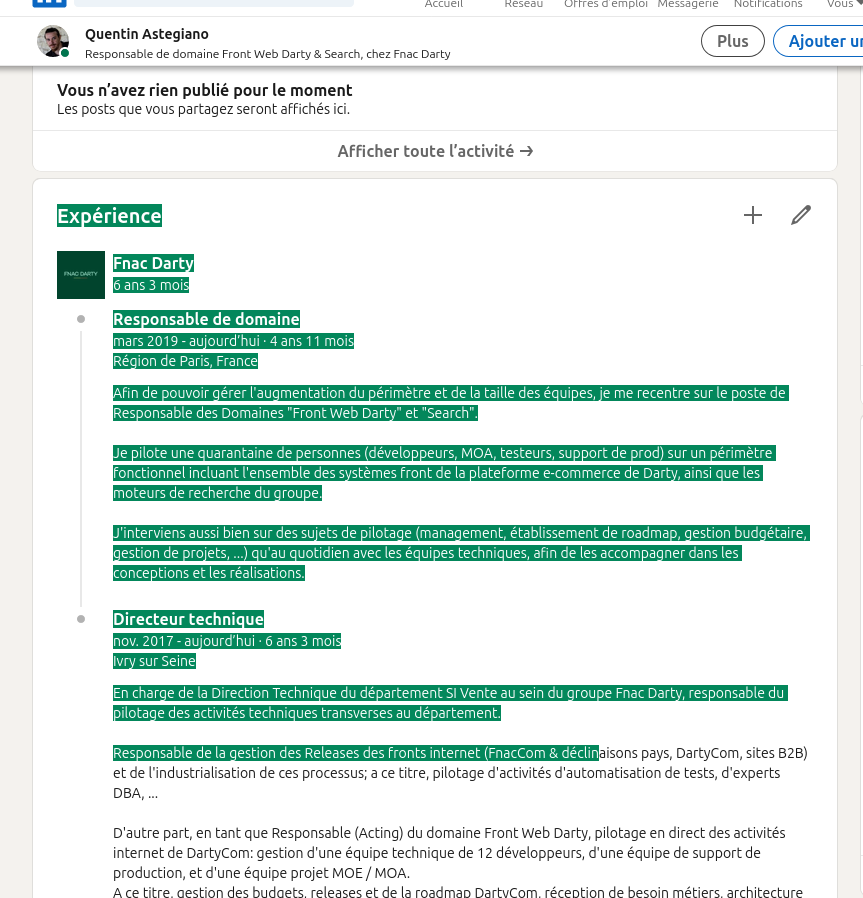 Accueil Réseau Offres d'emploi Messagerie Notifications Vous
Quentin Astegiano
Responsable de domaine Front Web Darty & Search, chez Fnac Darty
Plus
Ajouter un
Vous n’avez rien publié pour le moment
Les posts que vous partagez seront affichés ici.
Afficher toute l’activité →
Expérience
FNAC DARTY
Fnac Darty
6 ans 3 mois
Responsable de domaine
mars 2019 - aujourd’hui · 4 ans 11 mois
Région de Paris, France
Afin de pouvoir gérer l'augmentation du périmètre et de la taille des équipes, je me recentre sur le poste de
Responsable des Domaines "Front Web Darty" et "Search".
Je pilote une quarantaine de personnes (développeurs, MOA, testeurs, support de prod) sur un périmètre
fonctionnel incluant l'ensemble des systèmes front de la plateforme e-commerce de Darty, ainsi que les
moteurs de recherche du groupe.
J'interviens aussi bien sur des sujets de pilotage (management, établissement de roadmap, gestion budgétaire,
gestion de projets, ...) qu'au quotidien avec les équipes techniques, afin de les accompagner dans les
conceptions et les réalisations.
Directeur technique
nov. 2017 - aujourd’hui · 6 ans 3 mois
Ivry sur Seine
En charge de la Direction Technique du département SI Vente au sein du groupe Fnac Darty, responsable du
pilotage des activités techniques transverses au département.
Responsable de la gestion des Releases des fronts internet (FnacCom & déclinaisons pays, DartyCom, sites B2B)
et de l'industrialisation de ces processus; a ce titre, pilotage d'activités d'automatisation de tests, d'experts
DBA, ...
D'autre part, en tant que Responsable (Acting) du domaine Front Web Darty, pilotage en direct des activités
internet de DartyCom: gestion d'une équipe technique de 12 développeurs, d'une équipe de support de
production, et d'une équipe projet MOE / MOA.
A ce titre, gestion des budgets, releases et de la roadmap DartyCom, réception de besoin métiers, architecture